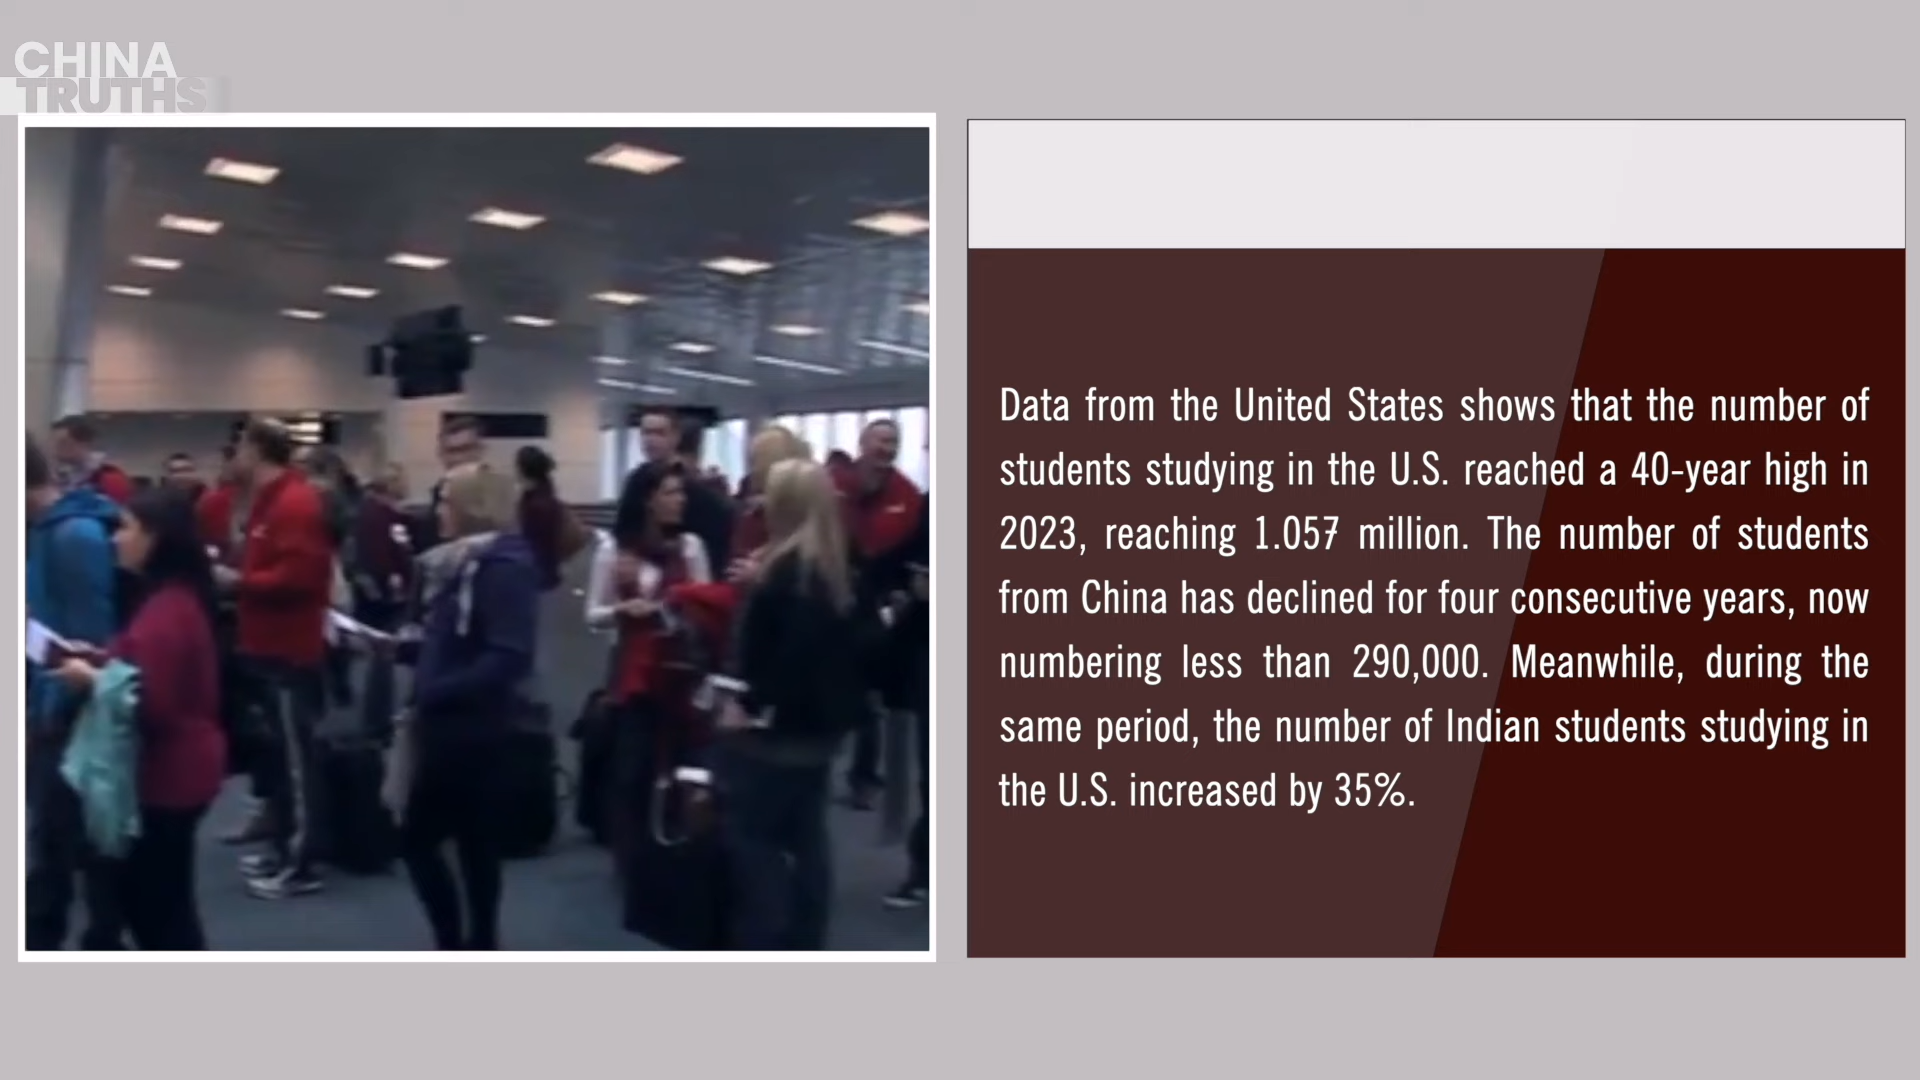 CHINA
TRUTHS
Data from the United States shows that the number of
students studying in the U.S. reached a 40-year high in
2023, reaching 1.057 million. The number of students
from China has declined for four consecutive years, now
numbering less than 290,000. Meanwhile, during the
same period, the number of Indian students studying in
the U.S. increased by 35%.